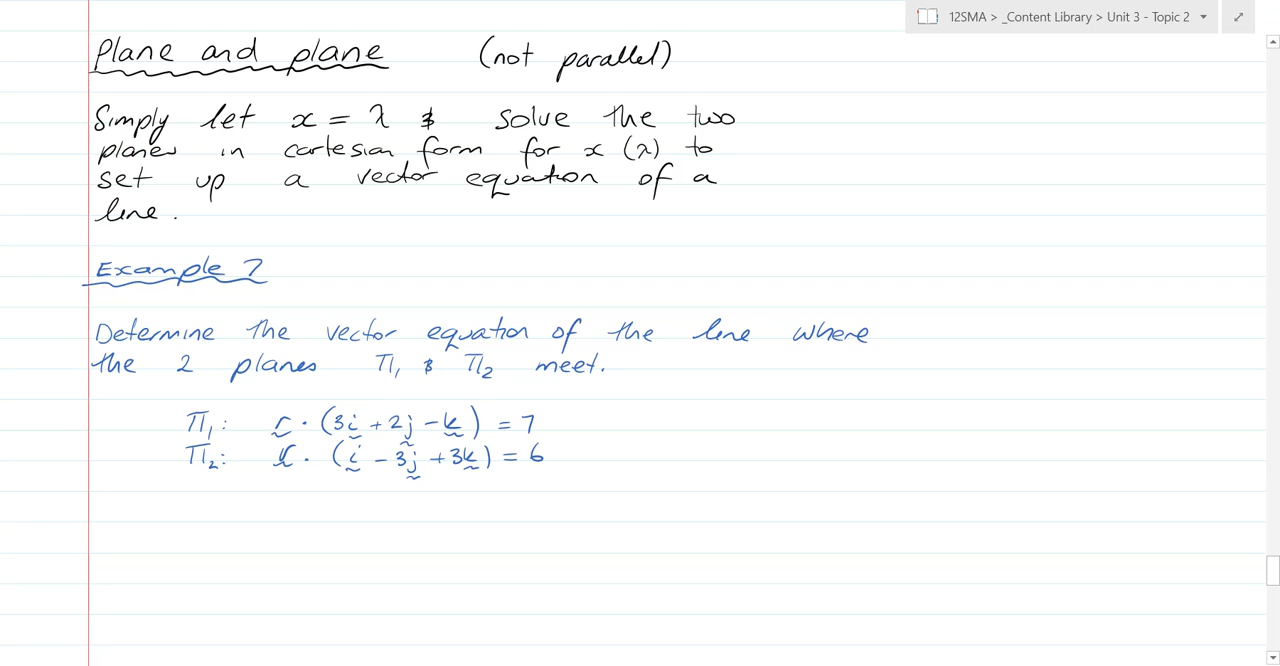 12SMA > _Content Library > Unit 3 - Topic 2
Plane and plane (not parallel)
Simply let x = λ & solve the two
planes in cartesian form for x (λ) to
set up a vector equation of a
line.
Example 7
Determine the vector equation of the line where
the 2 planes Π₁ & Π₂ meet.
Π₁: r · (3i + 2j - k) = 7
Π₂: r · (i - 3j + 3k) = 6